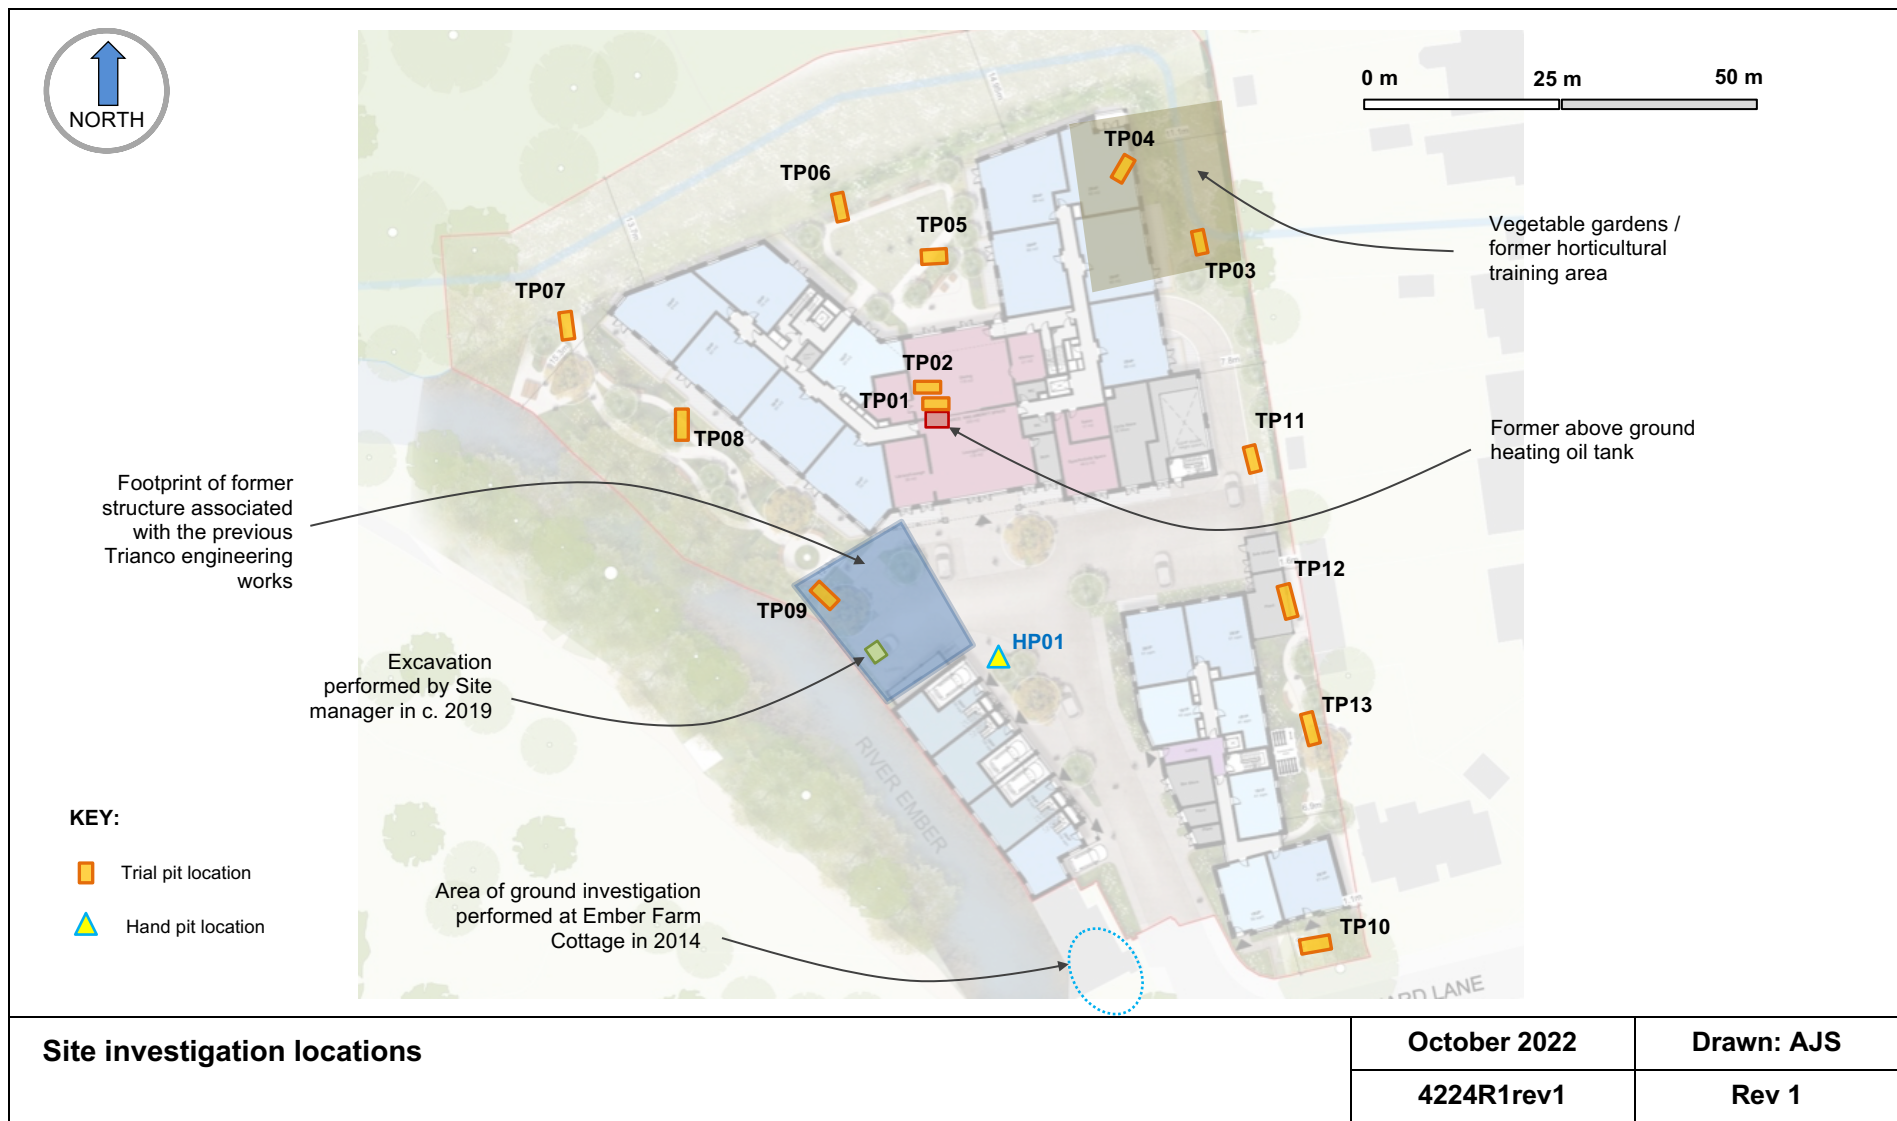 NORTH
0 m 25 m 50 m
TP04
TP06
TP05
Vegetable gardens /
former horticultural
training area
TP03
TP07
TP02
TP01
TP11
TP08
Former above ground
heating oil tank
Footprint of former
structure associated
with the previous
Trianco engineering
works
TP12
TP09
HP01
Excavation
performed by Site
manager in c. 2019
TP13
RIVER EMBER
KEY:
Trial pit location
Hand pit location
Area of ground investigation
performed at Ember Farm
Cottage in 2014
TP10
LANE
Site investigation locations
October 2022
Drawn: AJS
4224R1rev1
Rev 1